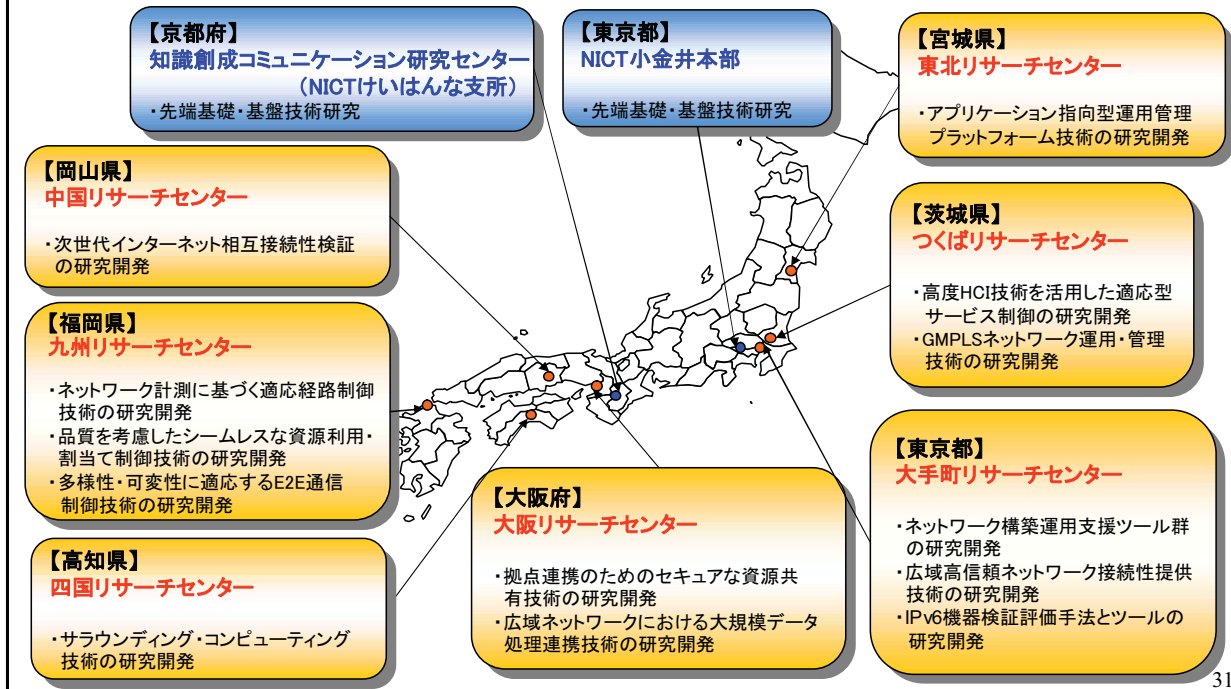 【京都府】
知識創成コミュニケーション研究センター
(NICTけいはんな支所)
・先端基礎・基盤技術研究
【東京都】
NICT小金井本部
・先端基礎・基盤技術研究
【宮城県】
東北リサーチセンター
・アプリケーション指向型運用管理
プラットフォーム技術の研究開発
【岡山県】
中国リサーチセンター
・次世代インターネット相互接続性検証
の研究開発
【茨城県】
つくばリサーチセンター
・高度HCI技術を活用した適応型
サービス制御の研究開発
・GMPLSネットワーク運用・管理
技術の研究開発
【福岡県】
九州リサーチセンター
・ネットワーク計測に基づく適応経路制御
技術の研究開発
・品質を考慮したシームレスな資源利用・
割当て制御技術の研究開発
・多様性・可変性に適応するE2E通信
制御技術の研究開発
【高知県】
四国リサーチセンター
・サラウンディング・コンピューティング
技術の研究開発
【大阪府】
大阪リサーチセンター
・拠点連携のためのセキュアな資源共
有技術の研究開発
・広域ネットワークにおける大規模データ
処理連携技術の研究開発
【東京都】
大手町リサーチセンター
・ネットワーク構築運用支援ツール群
の研究開発
・広域高信頼ネットワーク接続性提供
技術の研究開発
・IPv6機器検証評価手法とツールの
研究開発
31